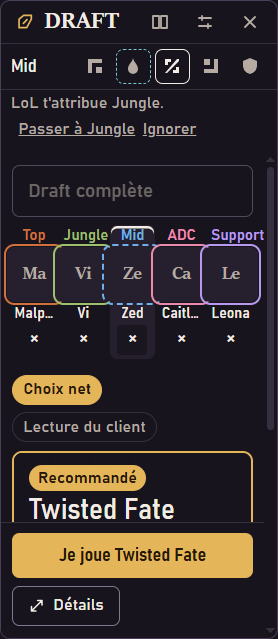 DRAFT
Mid
LoL t'attribue Jungle.
Passer à Jungle Ignorer
Draft complète
Top Jungle Mid ADC Support
Ma Vi Ze Ca Le
Malp... Vi Zed Caitl... Leona
× × × × ×
Choix net
Lecture du client
Recommandé
Twisted Fate
Je joue Twisted Fate
Détails